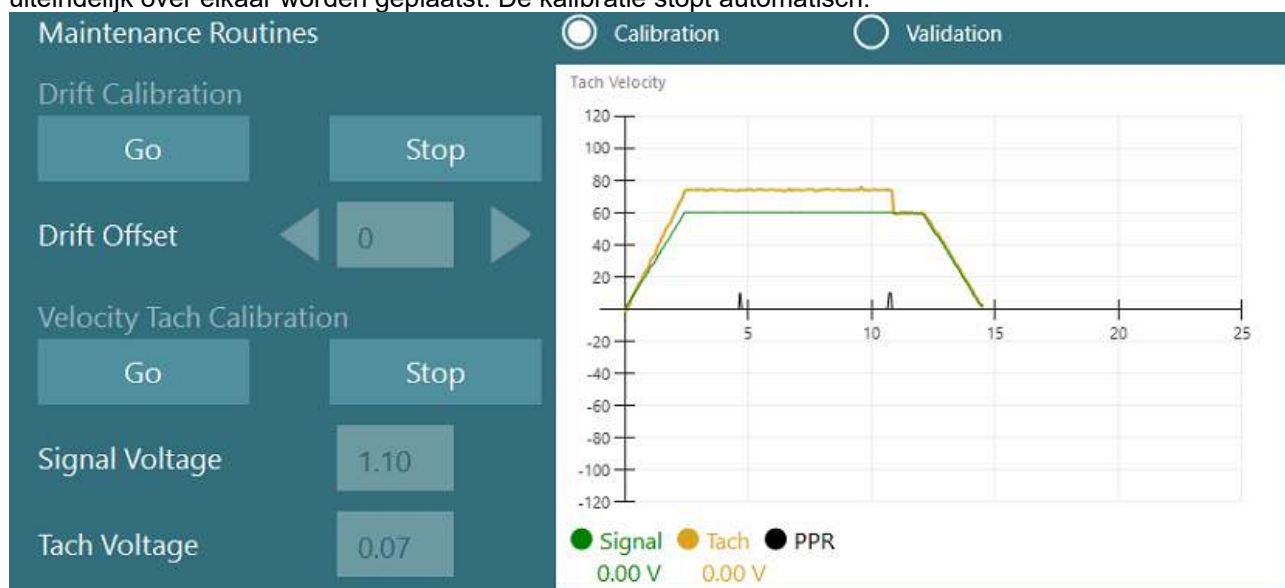 uiteindelijk over elkaar worden geplaatst. De kalibratie stopt automatisch.
Maintenance Routines
Calibration Validation
Drift Calibration
Go Stop
Drift Offset 0
Velocity Tach Calibration
Go Stop
Signal Voltage 1.10
Tach Voltage 0.07
Tach Velocity
120
100
80
60
40
20
5 10 15 20 25
-20
-40
-60
-80
-100
-120
Signal Tach PPR
0.00 V 0.00 V